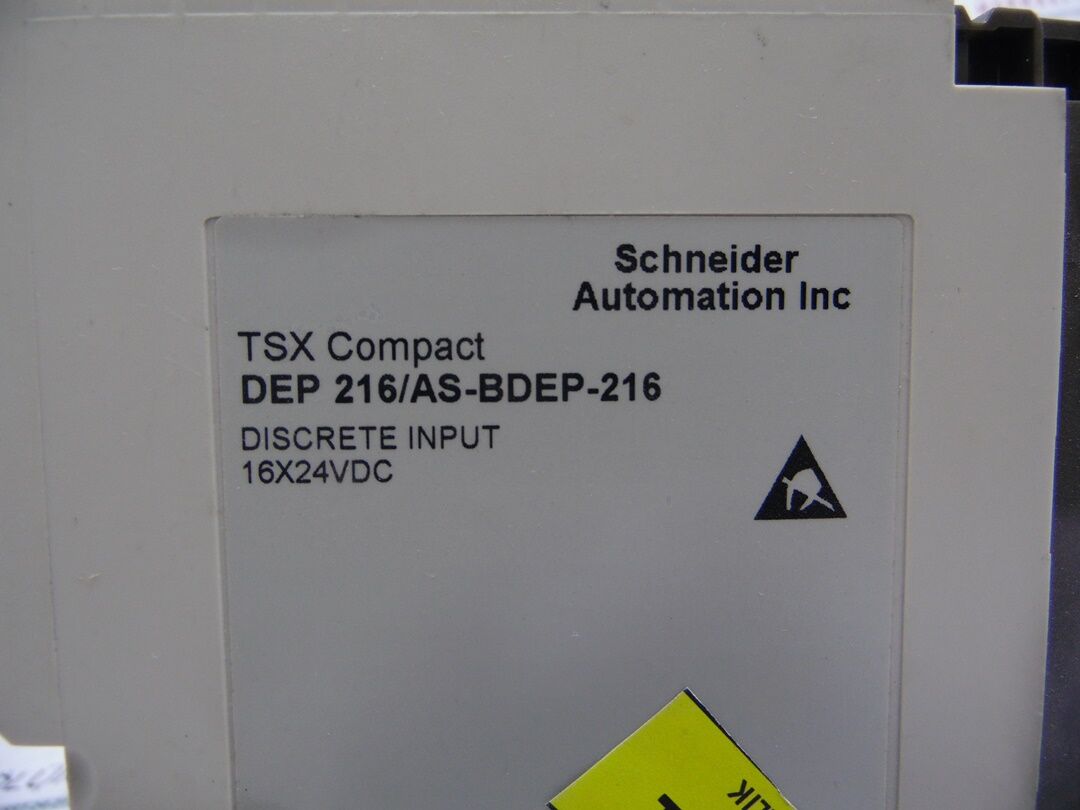 Schneider
Automation Inc
TSX Compact
DEP 216/AS-BDEP-216
DISCRETE INPUT
16X24VDC